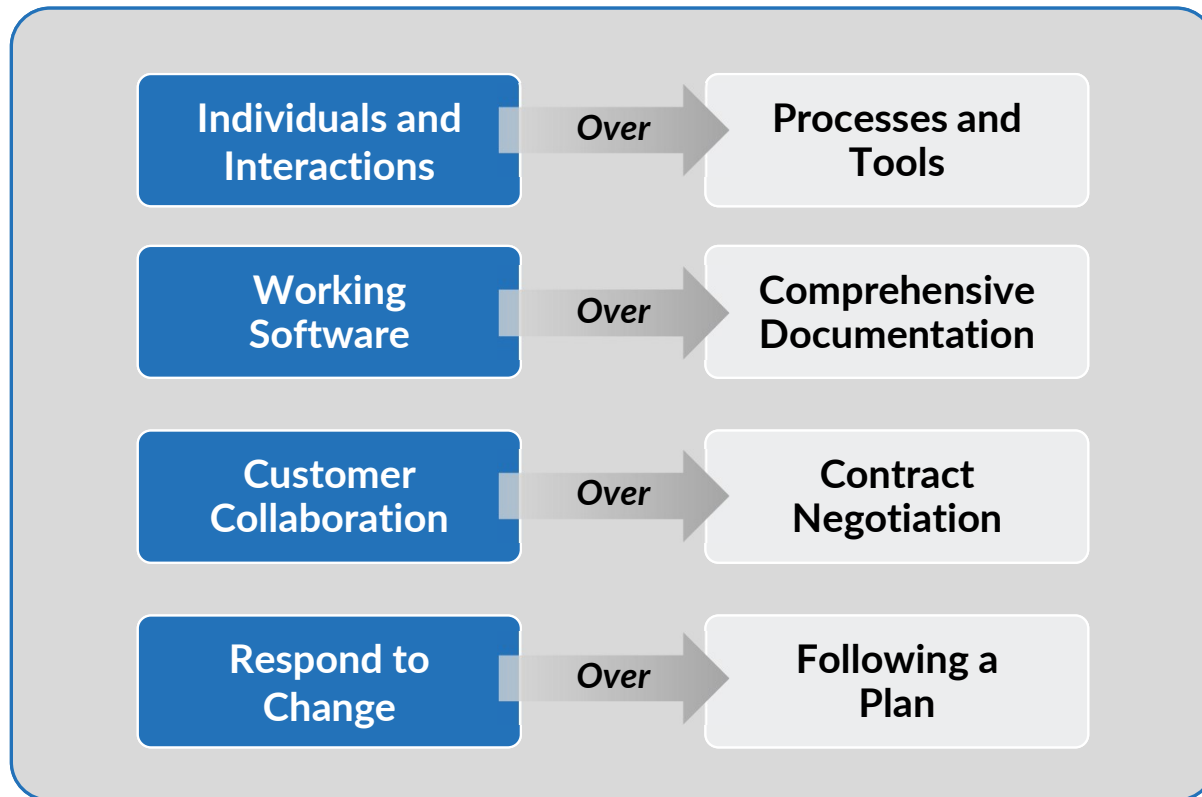 Individuals and
Interactions
Over
Processes and
Tools
Working
Software
Over
Comprehensive
Documentation
Customer
Collaboration
Over
Contract
Negotiation
Respond to
Change
Over
Following a
Plan